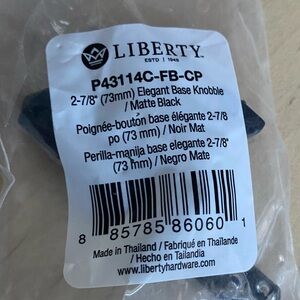 LIBERTY
ESTD | 1942
P43114C-FB-CP
2-7/8" (73mm) Elegant Base Knobble
/ Matte Black
Poignée-bouton base élégante 2-7/8
po (73 mm) / Noir Mat
Perilla-manija base elegante 2-7/8"
(73 mm) / Negro Mate
8 85785 86060 1
Made in Thailand / Fabriqué en Thaïlande
/ Hecho en Tailandia
www.libertyhardware.com